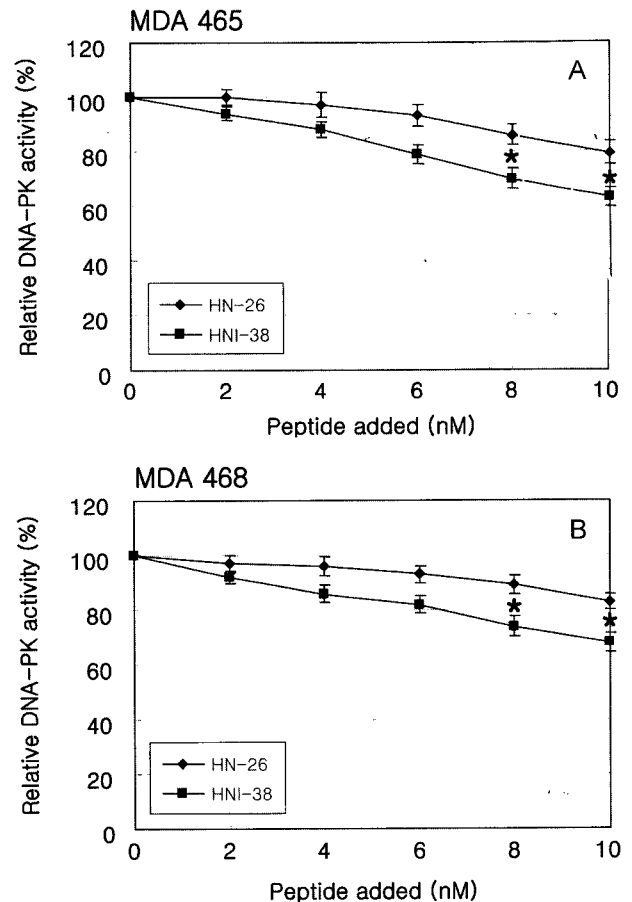 MDA 465
A
Relative DNA-PK activity (%)
120
100
80
60
40
20
0
HN-26
HNI-38
0 2 4 6 8 10
Peptide added (nM)
MDA 468
B
Relative DNA-PK activity (%)
120
100
80
60
40
20
0
HN-26
HNI-38
0 2 4 6 8 10
Peptide added (nM)